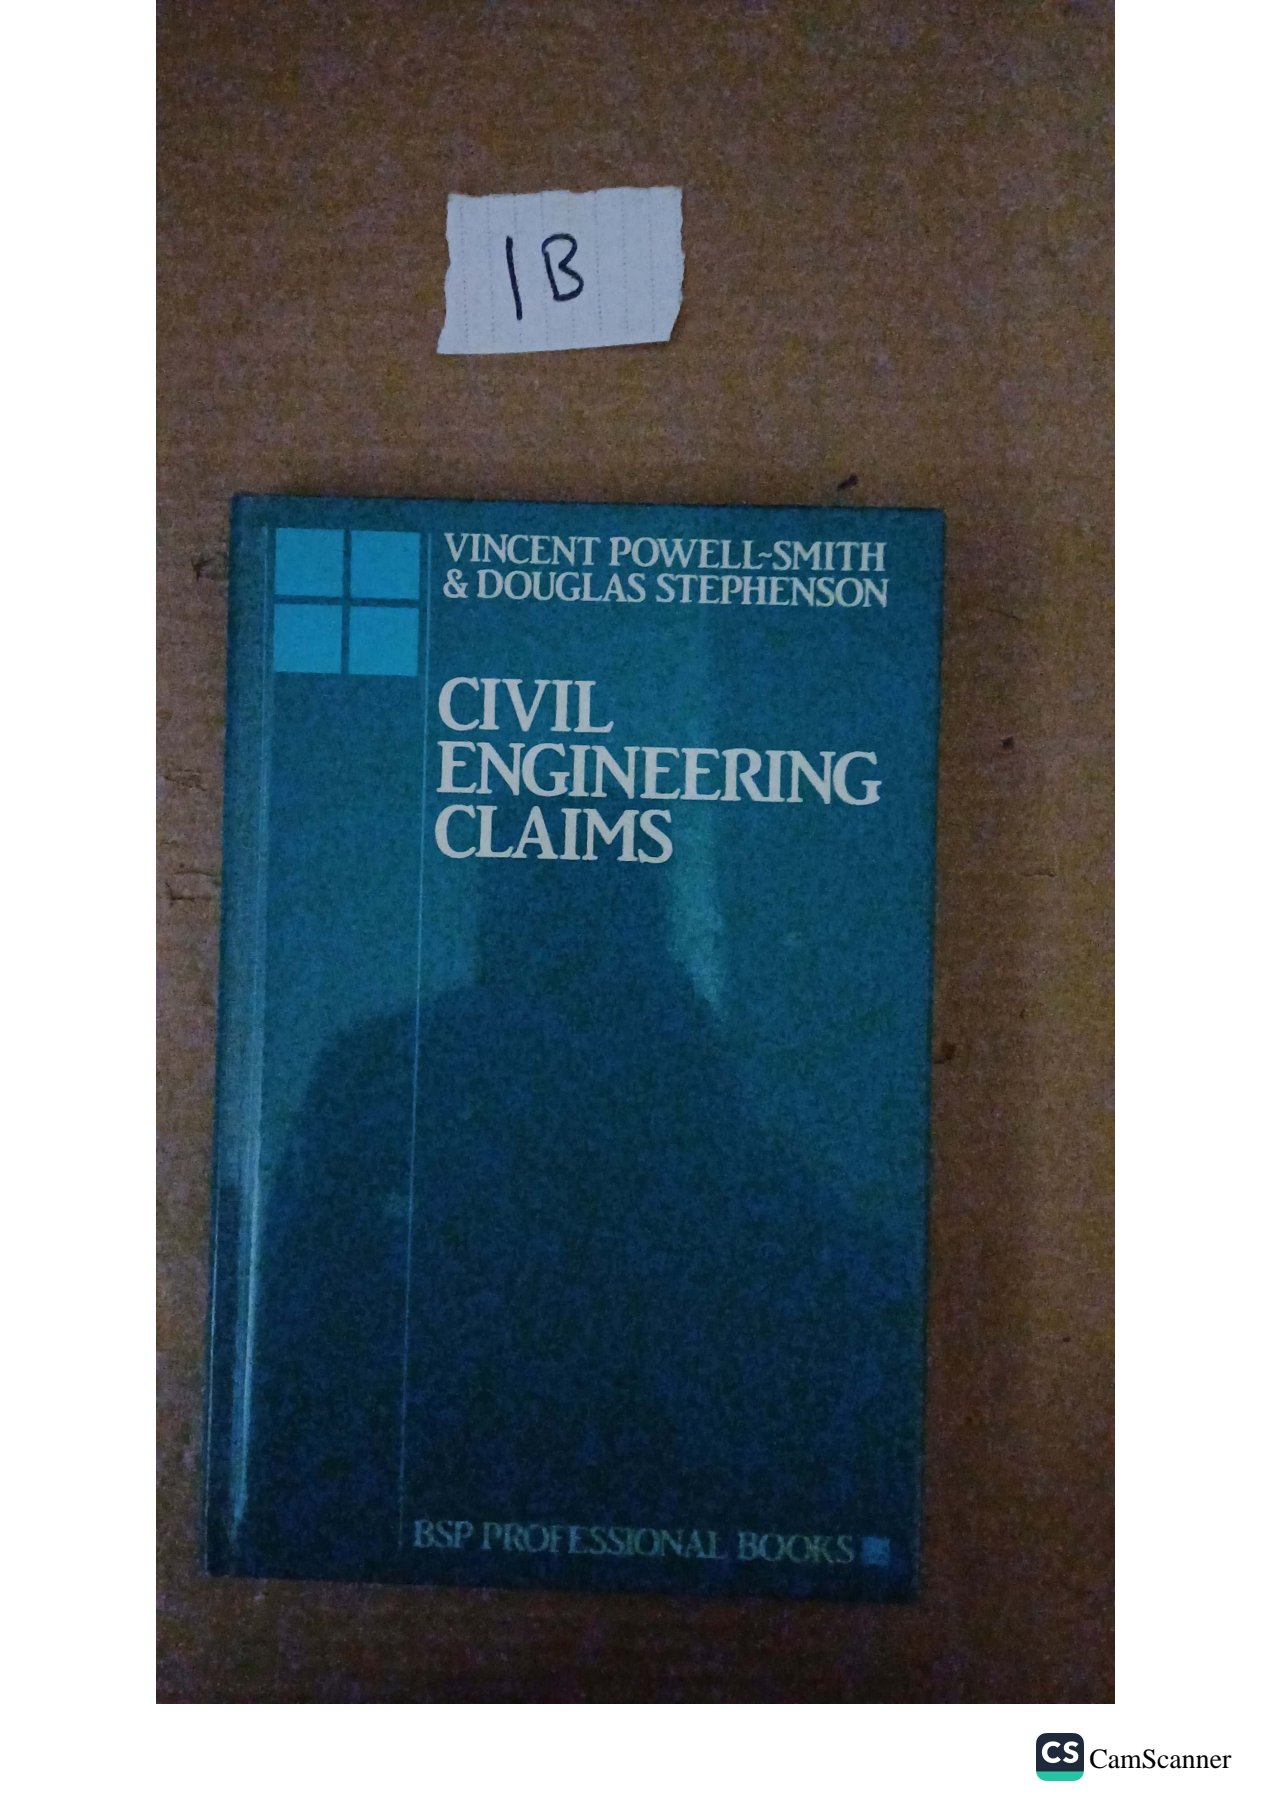 1B
VINCENT POWELL~SMITH
& DOUGLAS STEPHENSON
CIVIL
ENGINEERING
CLAIMS
BSP PROFESSIONAL BOOKS
CS CamScanner